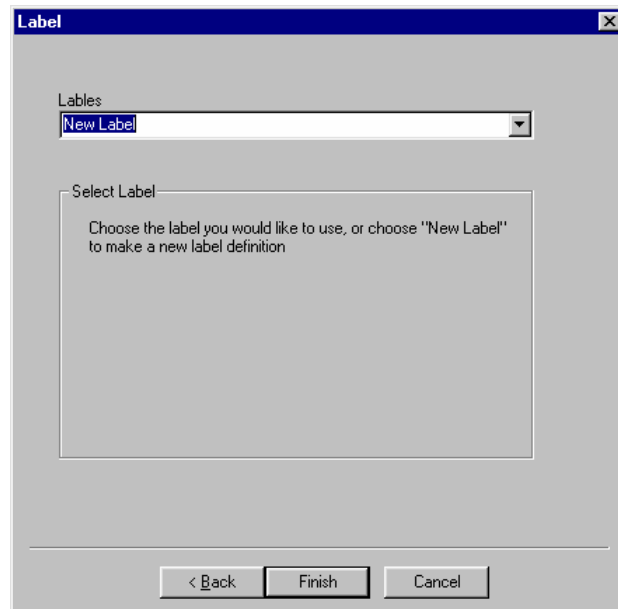 Label
Lables
New Label
Select Label
Choose the label you would like to use, or choose "New Label"
to make a new label definition
< Back
Finish
Cancel